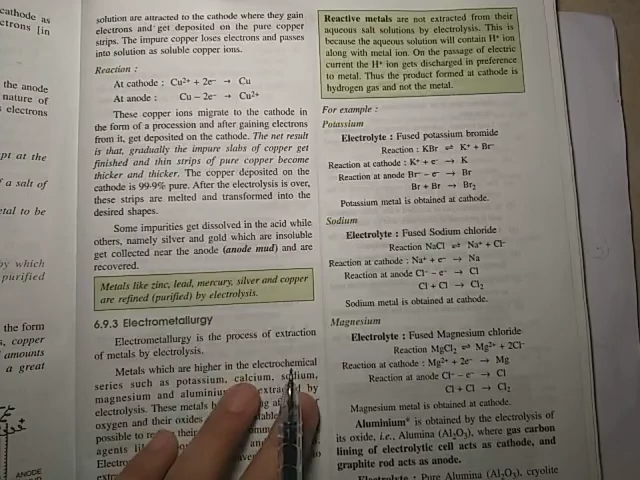 cathode as
ctrons [in
the anode
nature of
s electrons
pt at the
f a salt of
etal to be
by which
purified
the form
s, copper
amounts
a great
ANODE
solution are attracted to the cathode where they gain
electrons and get deposited on the pure copper
strips. The impure copper loses electrons and passes
into solution as soluble copper ions.
Reaction :
At cathode : Cu²⁺ + 2e⁻ → Cu
At anode : Cu – 2e⁻ → Cu²⁺
These copper ions migrate to the cathode in
the form of a procession and after gaining electrons
from it, get deposited on the cathode. The net result
is that, gradually the impure slabs of copper get
finished and thin strips of pure copper become
thicker and thicker. The copper deposited on the
cathode is 99·9% pure. After the electrolysis is over,
these strips are melted and transformed into the
desired shapes.
Some impurities get dissolved in the acid while
others, namely silver and gold which are insoluble
get collected near the anode (anode mud) and are
recovered.
Metals like zinc, lead, mercury, silver and copper
are refined (purified) by electrolysis.
6.9.3 Electrometallurgy
Electrometallurgy is the process of extraction
of metals by electrolysis.
Metals which are higher in the electrochemical
series such as potassium, calcium, sodium,
magnesium and aluminium extracted by
electrolysis. These metals
oxygen and their oxides
possible to their
agents
Reactive metals are not extracted from their
aqueous salt solutions by electrolysis. This is
because the aqueous solution will contain H⁺ ion
along with metal ion. On the passage of electric
current the H⁺ ion gets discharged in preference
to metal. Thus the product formed at cathode is
hydrogen gas and not the metal.
For example :
Potassium
Electrolyte : Fused potassium bromide
Reaction : KBr ⇌ K⁺ + Br⁻
Reaction at cathode : K⁺ + e⁻ → K
Reaction at anode Br⁻ – e⁻ → Br
Br + Br → Br₂
Potassium metal is obtained at cathode.
Sodium
Electrolyte : Fused Sodium chloride
Reaction NaCl ⇌ Na⁺ + Cl⁻
Reaction at cathode : Na⁺ + e⁻ → Na
Reaction at anode Cl⁻ – e⁻ → Cl
Cl + Cl → Cl₂
Sodium metal is obtained at cathode.
Magnesium
Electrolyte : Fused Magnesium chloride
Reaction MgCl₂ ⇌ Mg²⁺ + 2Cl⁻
Reaction at cathode : Mg²⁺ + 2e⁻ → Mg
Reaction at anode Cl⁻ – e⁻ → Cl
Cl + Cl → Cl₂
Magnesium metal is obtained at cathode.
Aluminium* is obtained by the electrolysis of
its oxide, i.e., Alumina (Al₂O₃), where gas carbon
lining of electrolytic cell acts as cathode, and
graphite rod acts as anode.
Electrolyte : Pure Alumina (Al₂O₃), cryolite